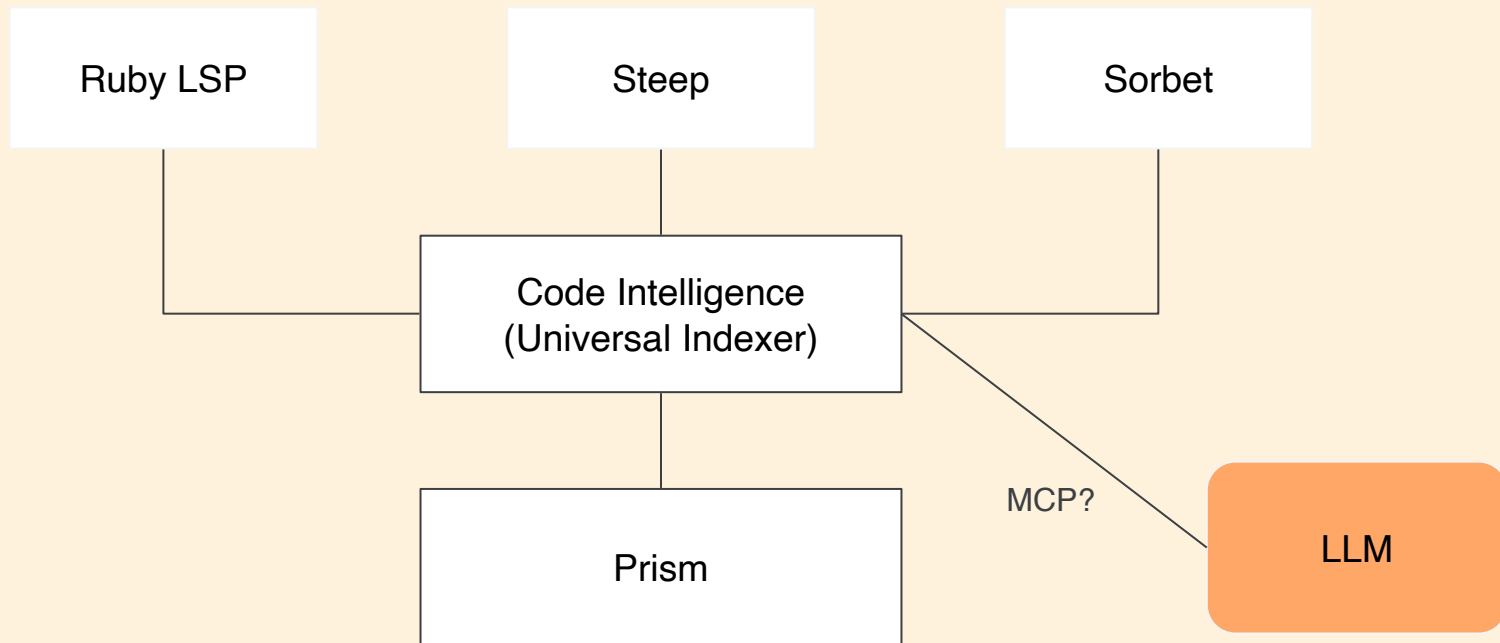 Ruby LSP
Steep
Sorbet
Code Intelligence
(Universal Indexer)
MCP?
LLM
Prism